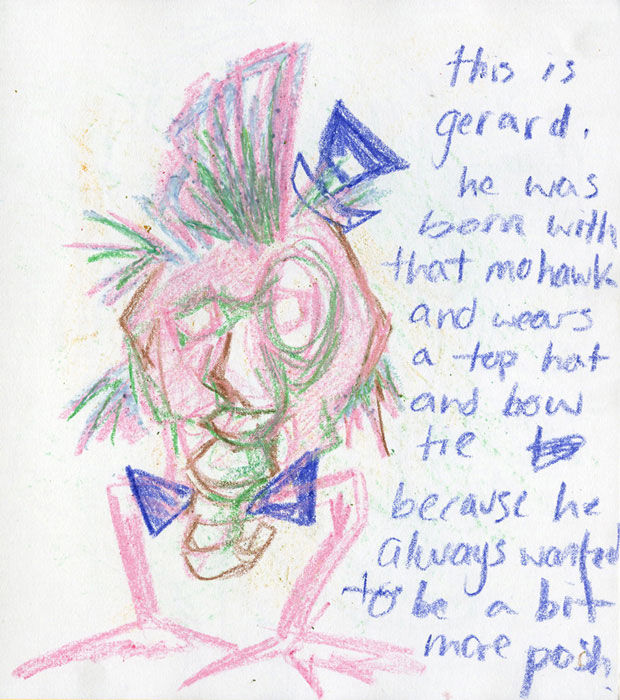 this is
gerard.
he was
born with
that mohawk
and wears
a top hat
and bow
tie
because he
always wanted
to be a bit
more posh.